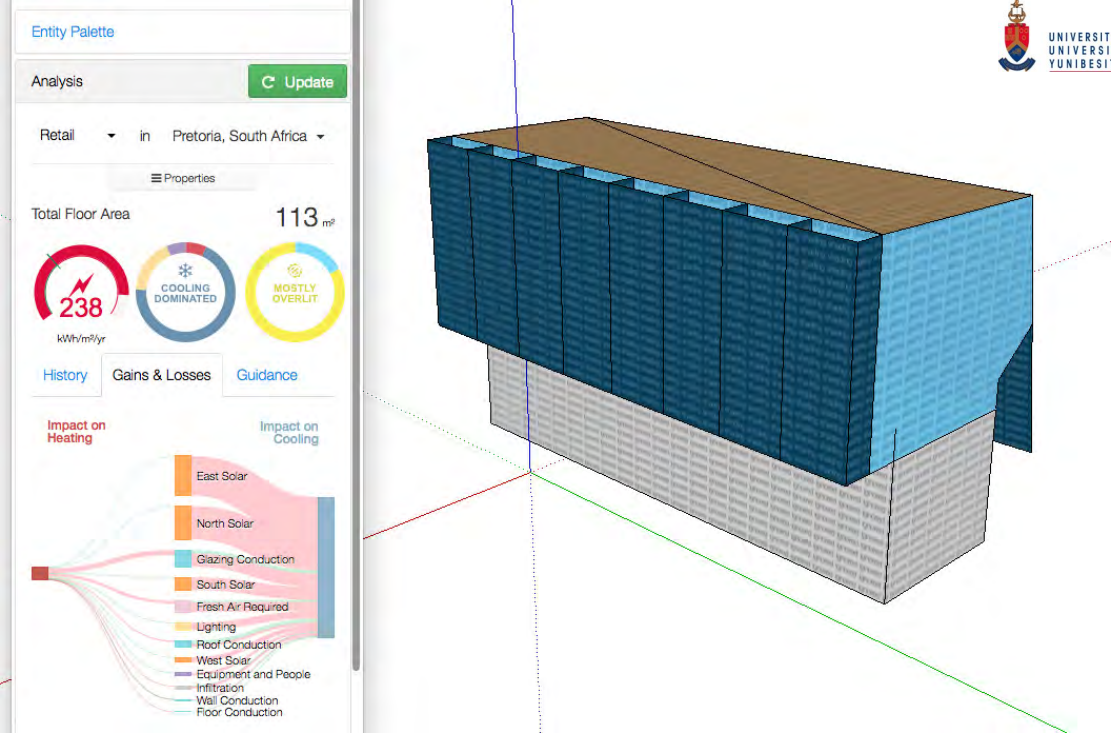 Entity Palette
Analysis
Update
Retail
in
Pretoria, South Africa
Properties
Total Floor Area
113 m²
238
kWh/m²/yr
COOLING
DOMINATED
MOSTLY
OVERLIT
History
Gains & Losses
Guidance
Impact on
Heating
Impact on
Cooling
East Solar
North Solar
Glazing Conduction
South Solar
Fresh Air Required
Lighting
Roof Conduction
West Solar
Equipment and People
Infiltration
Wall Conduction
Floor Conduction
UNIVERSIT
UNIVERSI
YUNIBESI